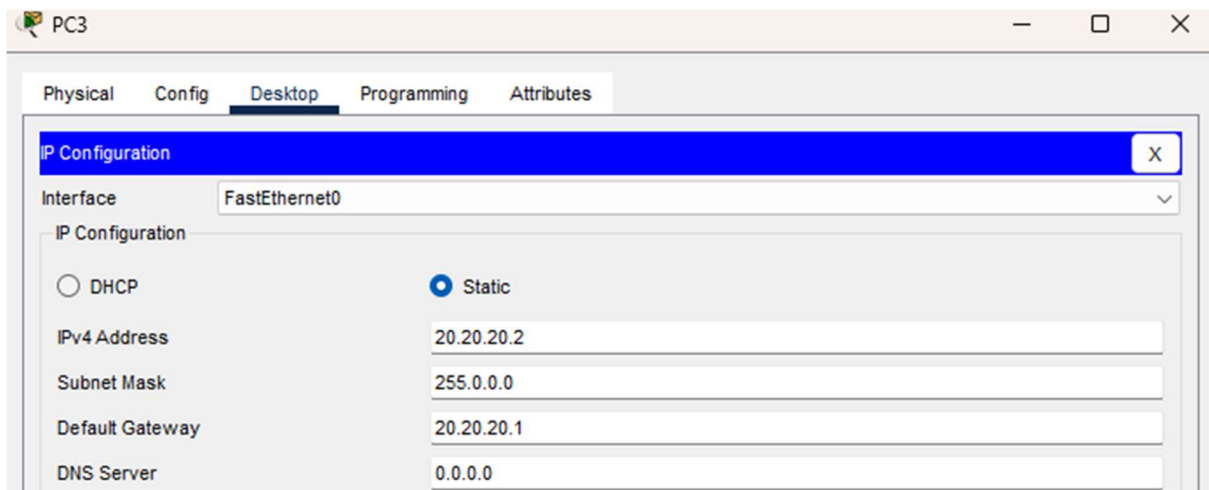 PC3
Physical Config Desktop Programming Attributes
IP Configuration X
Interface FastEthernet0
IP Configuration
DHCP Static
IPv4 Address 20.20.20.2
Subnet Mask 255.0.0.0
Default Gateway 20.20.20.1
DNS Server 0.0.0.0